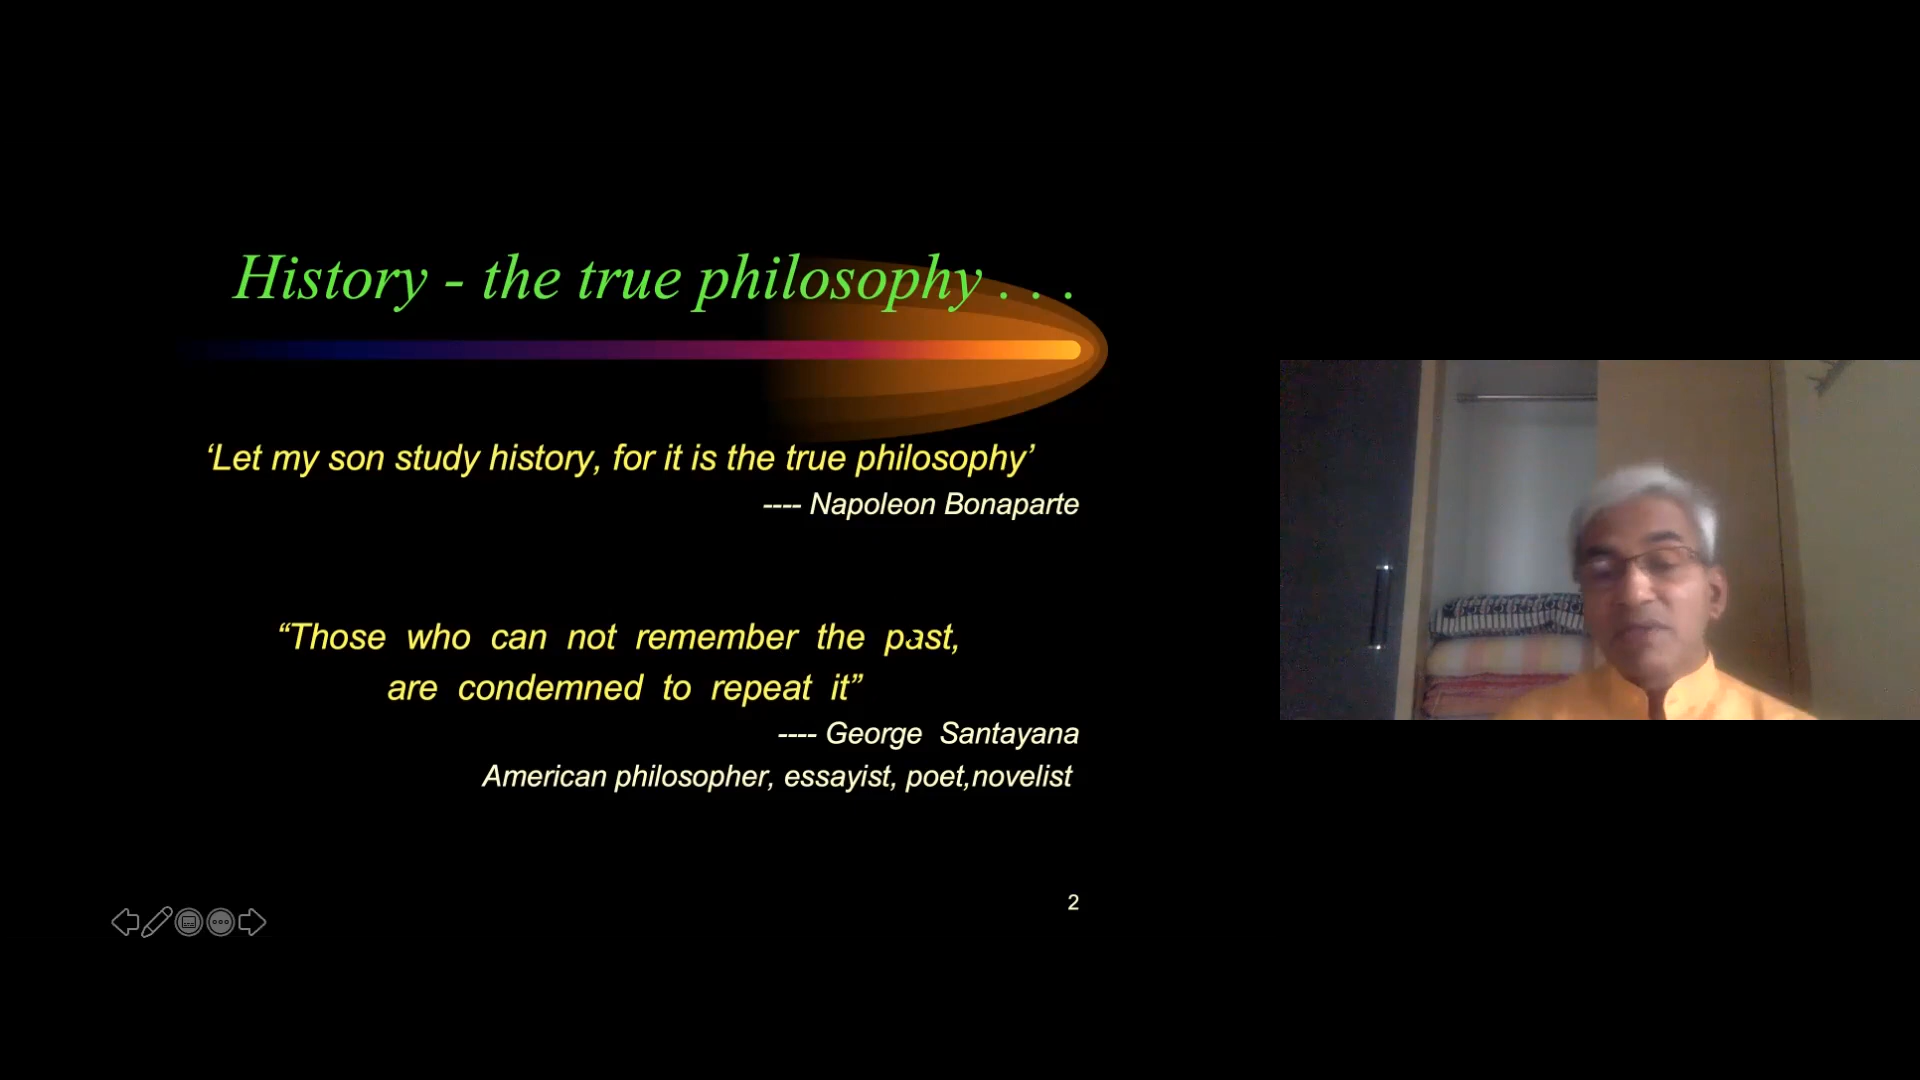 History - the true philosophy . . .
‘Let my son study history, for it is the true philosophy’
---- Napoleon Bonaparte
“Those who can not remember the past,
are condemned to repeat it”
---- George Santayana
American philosopher, essayist, poet,novelist
2